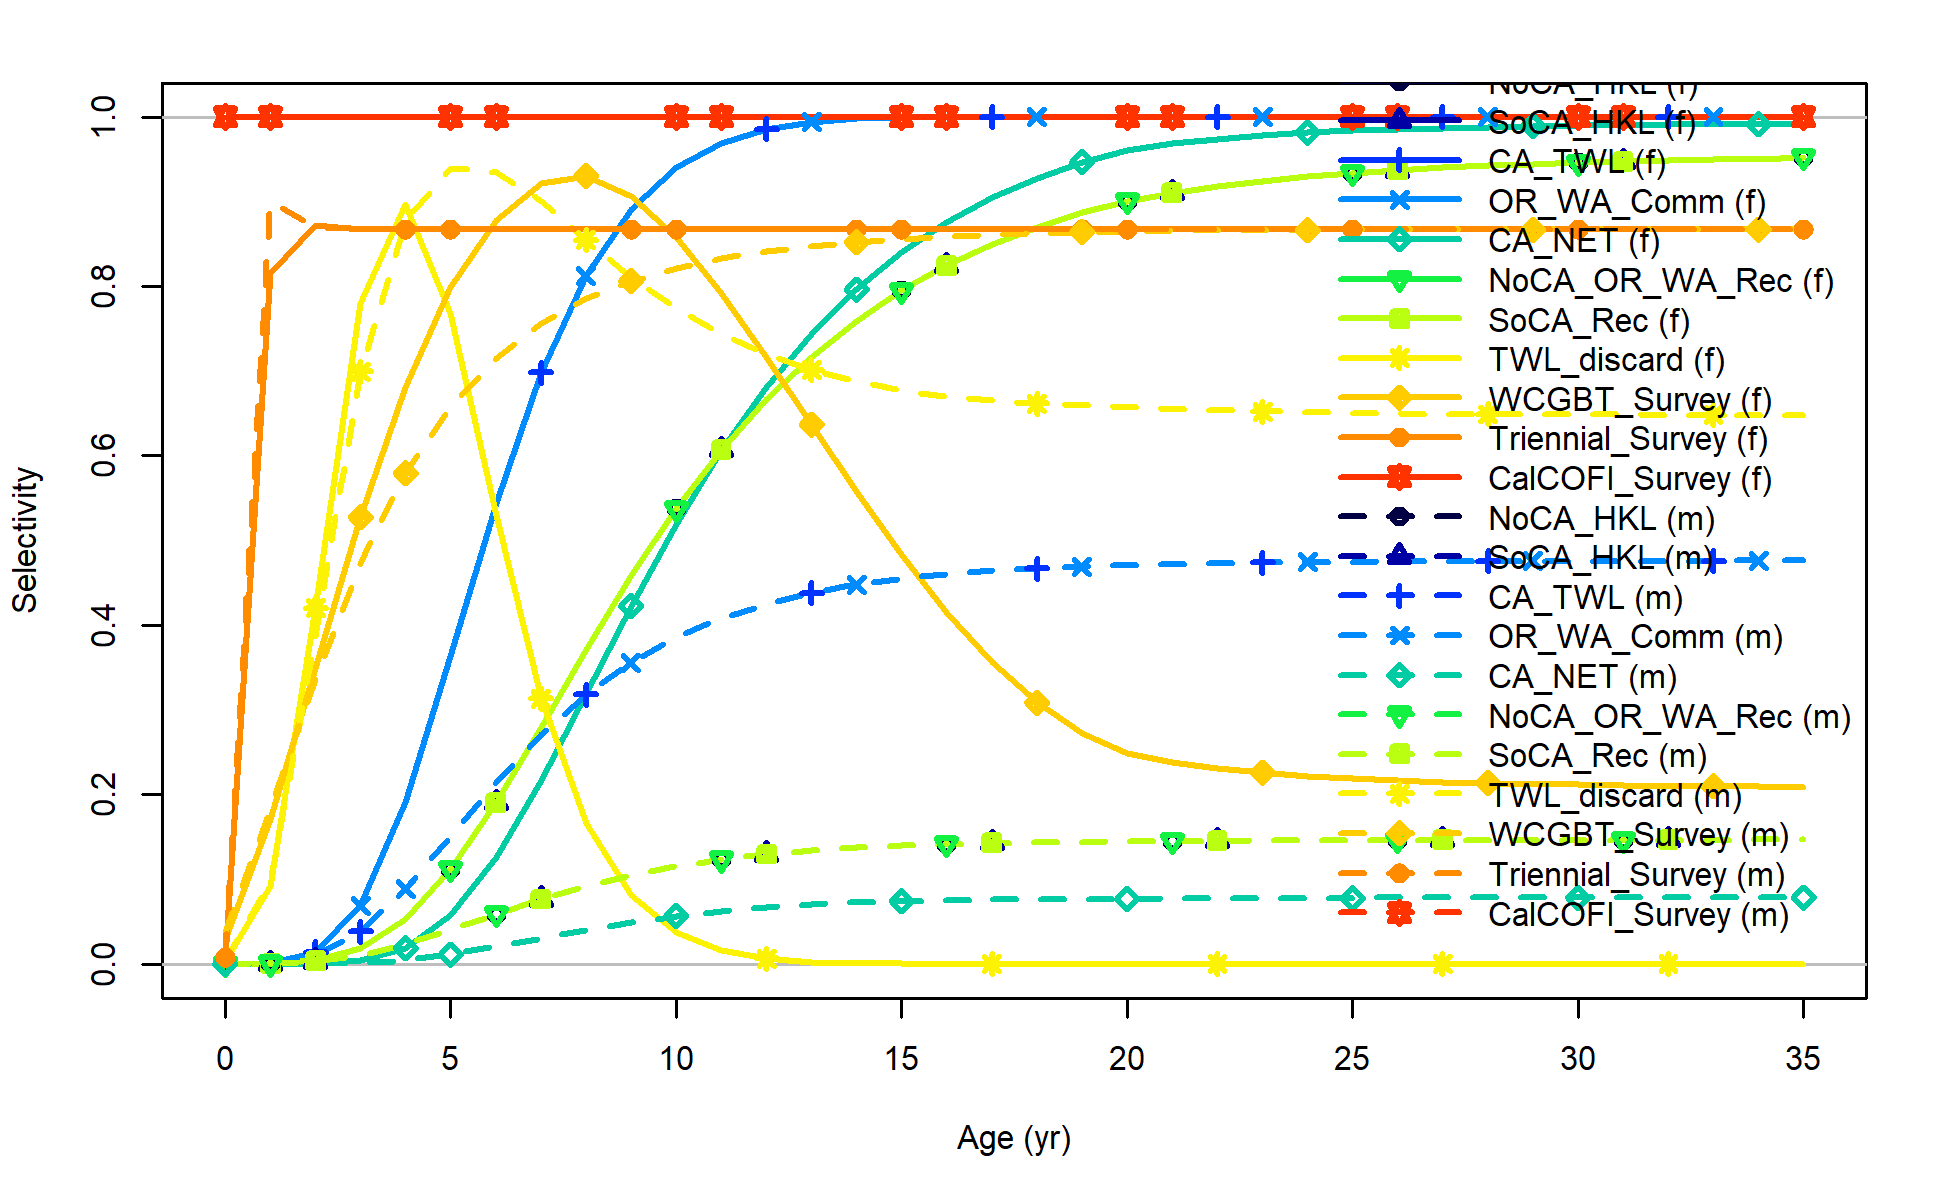 NoCA_HKL (f)
SoCA_HKL (f)
CA_TWL (f)
OR_WA_Comm (f)
CA_NET (f)
NoCA_OR_WA_Rec (f)
SoCA_Rec (f)
TWL_discard (f)
WCGBT_Survey (f)
Triennial_Survey (f)
CalCOFI_Survey (f)
NoCA_HKL (m)
SoCA_HKL (m)
CA_TWL (m)
OR_WA_Comm (m)
CA_NET (m)
NoCA_OR_WA_Rec (m)
SoCA_Rec (m)
TWL_discard (m)
WCGBT_Survey (m)
Triennial_Survey (m)
CalCOFI_Survey (m)
1.0
0.8
0.6
0.4
0.2
0.0
Selectivity
0 5 10 15 20 25 30 35
Age (yr)